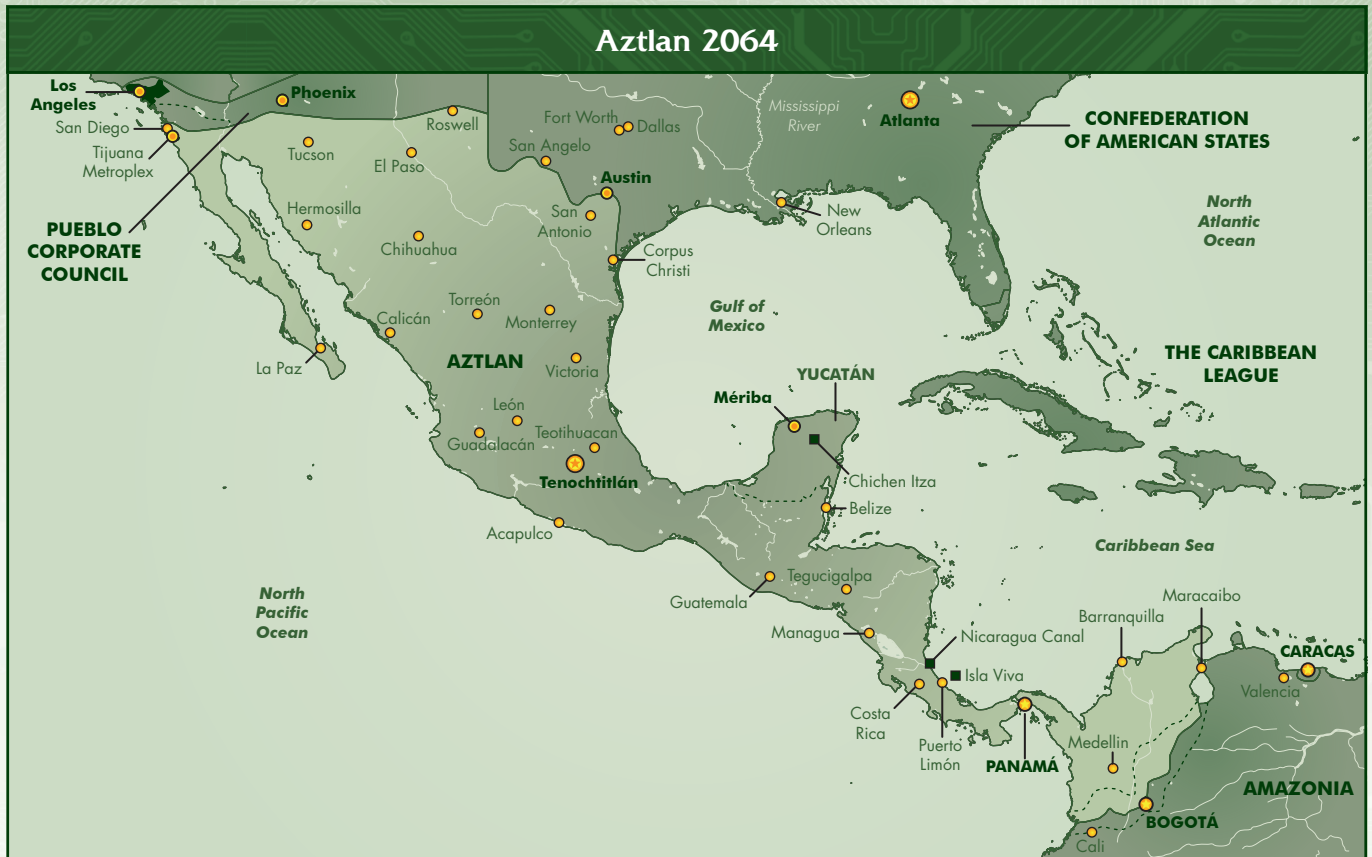 Aztlan 2064
Los
Angeles
Phoenix
San Diego
Tijuana
Metroplex
Tucson
El Paso
Roswell
Fort Worth
Dallas
San Angelo
Austin
San
Antonio
Mississippi
River
Atlanta
CONFEDERATION
OF AMERICAN STATES
New
Orleans
North
Atlantic
Ocean
PUEBLO
CORPORATE
COUNCIL
Hermosilla
Chihuahua
Corpus
Christi
Torreón
Monterrey
Calicán
La Paz
AZTLAN
Victoria
Gulf of
Mexico
THE CARIBBEAN
LEAGUE
YUCATÁN
Mériba
León
Guadalacán
Teotihuacan
Tenochtitlán
Chichen Itza
Belize
Acapulco
Caribbean Sea
North
Pacific
Ocean
Guatemala
Tegucigalpa
Managua
Nicaragua Canal
Isla Viva
Barranquilla
Maracaibo
CARACAS
Valencia
Costa
Rica
Puerto
Limón
PANAMÁ
Medellin
AMAZONIA
BOGOTÁ
Cali